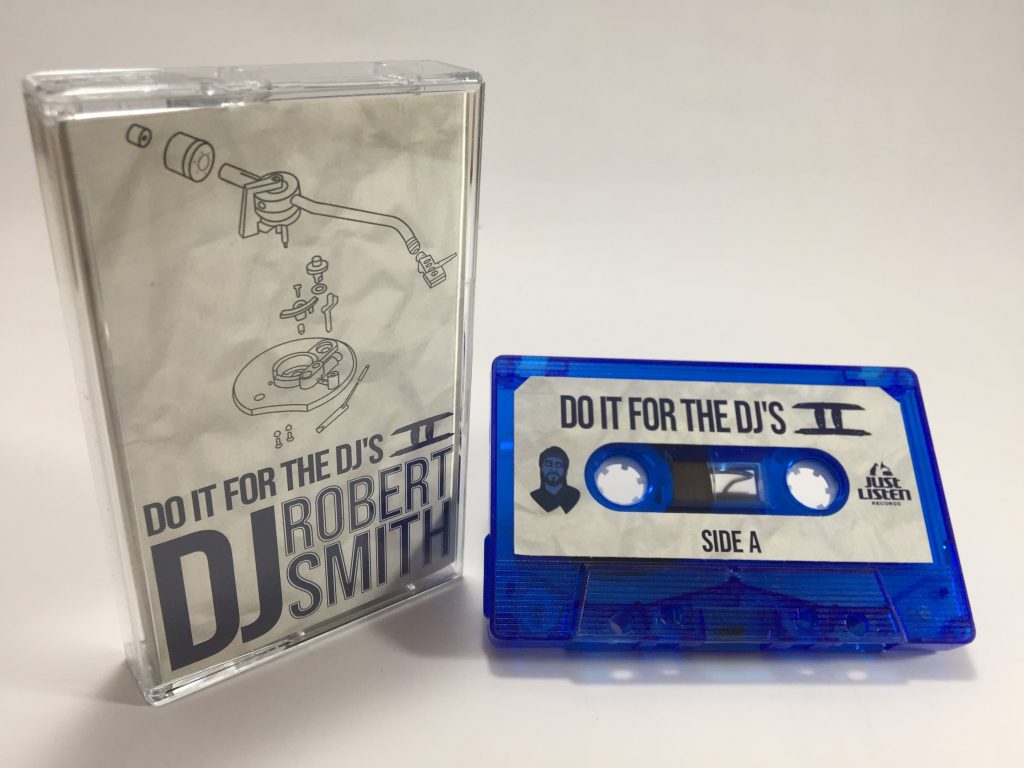 DO IT FOR THE DJ'S II
DJ ROBERT
SMITH
DO IT FOR THE DJ'S II
JUST
LISTEN
RECORDS
SIDE A